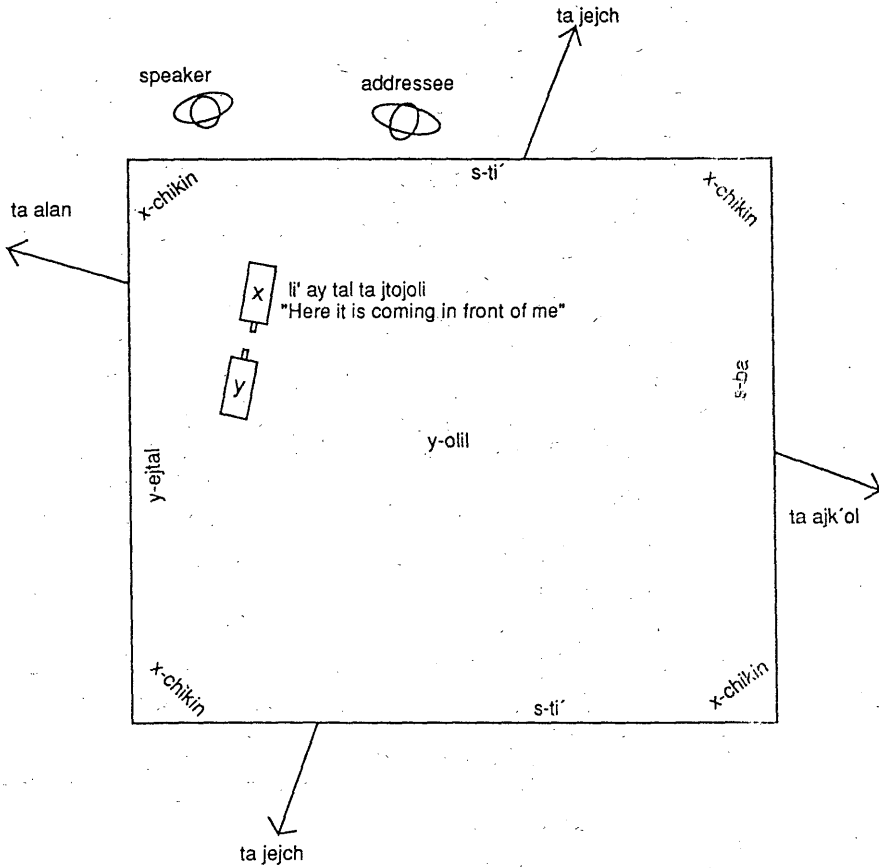 ta jejch
speaker
addressee
s-ti´
x-chikin
x-chikin
ta alan
x
li' ay tal ta jtojoli
"Here it is coming in front of me"
y
s-ba
y-olil
y-ejtal
ta ajk´ol
x-chikin
x-chikin
s-ti´
ta jejch